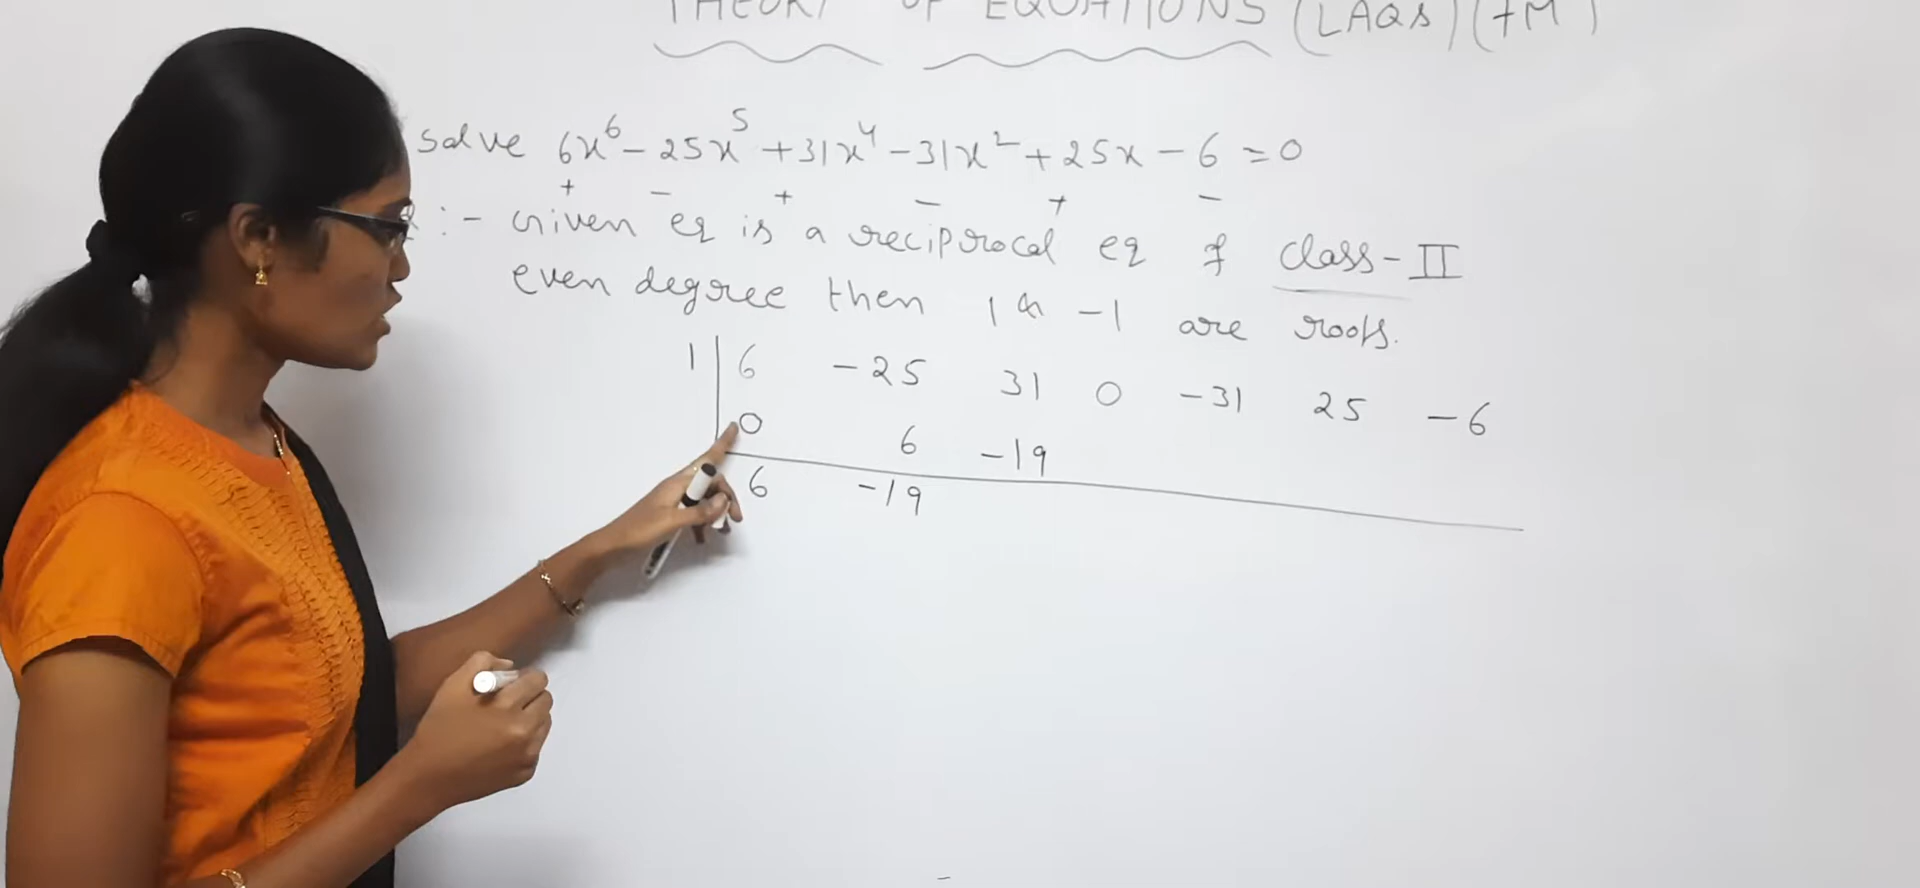 THEORY OF EQUATIONS (LAQs) (7M)
solve 6x⁶ - 25x⁵ + 31x⁴ - 31x² + 25x - 6 = 0
+ - + - + -
:- Given eq is a reciprocal eq of class-II
even degree then 1 & -1 are roots.
1 | 6 -25 31 0 -31 25 -6
0 6 -19
6 -19